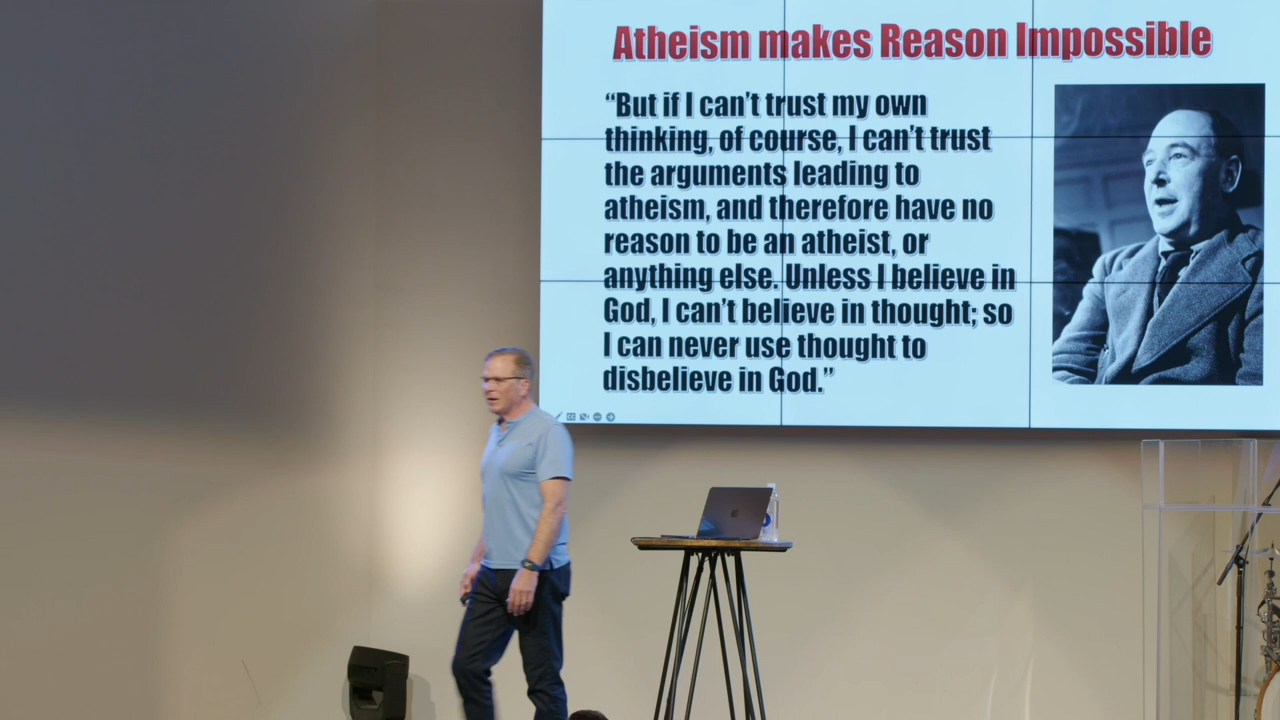 Atheism makes Reason Impossible
“But if I can’t trust my own
thinking, of course, I can’t trust
the arguments leading to
atheism, and therefore have no
reason to be an atheist, or
anything else. Unless I believe in
God, I can’t believe in thought; so
I can never use thought to
disbelieve in God.”